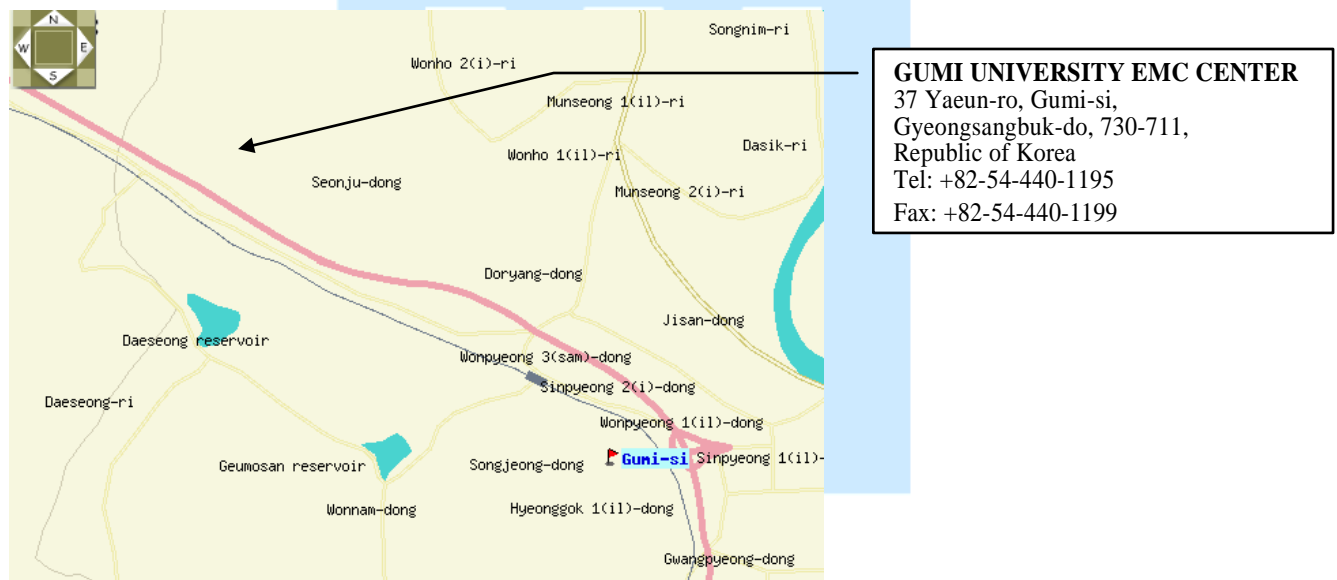 N
W E
S
Songnim-ri
Wonho 2(i)-ri
Munseong 1(il)-ri
Dasik-ri
Wonho 1(il)-ri
Seonju-dong
Munseong 2(i)-ri
Doryang-dong
Jisan-dong
Daeseong reservoir
Wonpyeong 3(sam)-dong
Sinpyeong 2(i)-dong
Daeseong-ri
Wonpyeong 1(il)-dong
Geumosan reservoir
Songjeong-dong
Gumi-si
Sinpyeong 1(il)-
Wonnam-dong
Hyeonggok 1(il)-dong
Gwangpyeong-dong
GUMI UNIVERSITY EMC CENTER
37 Yaeun-ro, Gumi-si,
Gyeongsangbuk-do, 730-711,
Republic of Korea
Tel: +82-54-440-1195
Fax: +82-54-440-1199